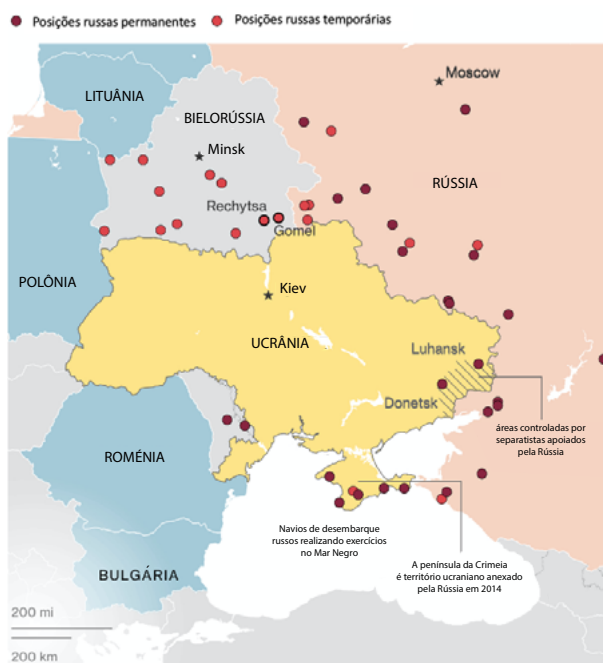 Posições russas permanentes
Posições russas temporárias
Moscow
LITUÂNIA
BIELORÚSSIA
Minsk
RÚSSIA
Rechytsa
Gomel
POLÔNIA
Kiev
UCRÂNIA
Luhansk
Donetsk
áreas controladas por
separatistas apoiados
pela Rússia
ROMÉNIA
Navios de desembarque
russos realizando exercícios
no Mar Negro
A península da Crimeia
é território ucraniano anexado
pela Rússia em 2014
BULGÁRIA
200 mi
200 km